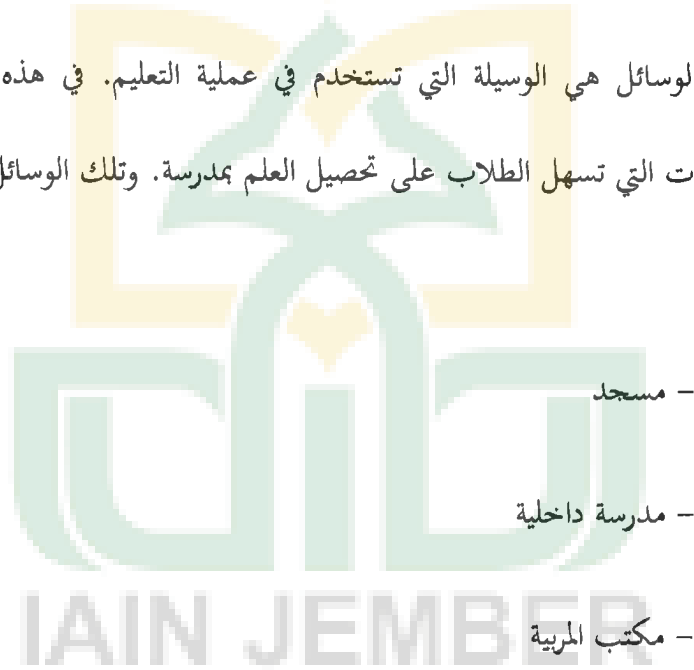 لوسائل هي الوسيلة التي تستخدم في عملية التعليم. في هذه
ت التي تسهل الطلاب على تحصيل العلم بمدرسة. وتلك الوسائل
– مسجد
– مدرسة داخلية
– مكتب المربية
IAIN JEMBER